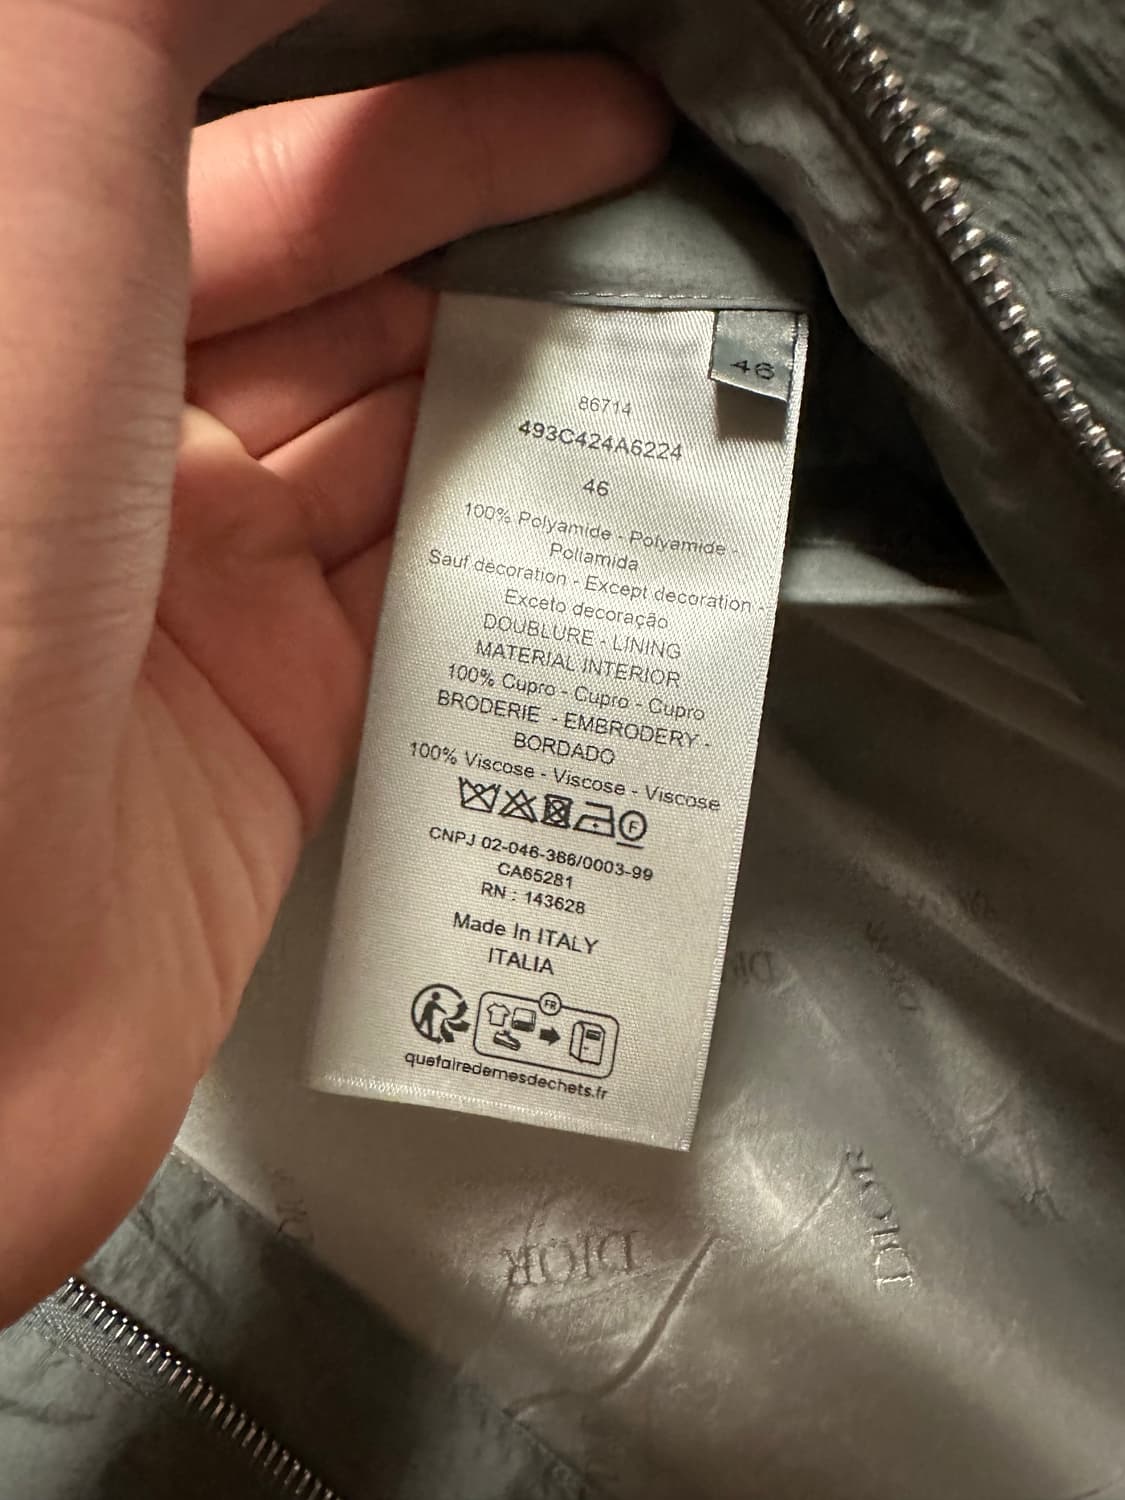 46
86714
493C424A6224
46
100% Polyamide - Polyamide -
Poliamida
Sauf décoration - Except decoration -
Exceto decoração
DOUBLURE - LINING
MATERIAL INTERIOR
100% Cupro - Cupro - Cupro
BRODERIE - EMBRODERY -
BORDADO
100% Viscose - Viscose - Viscose
F
CNPJ 02-046-366/0003-99
CA65281
RN : 143628
Made In ITALY
ITALIA
FR
quefairedemesdechets.fr
DIOR
DIOR
DIOR